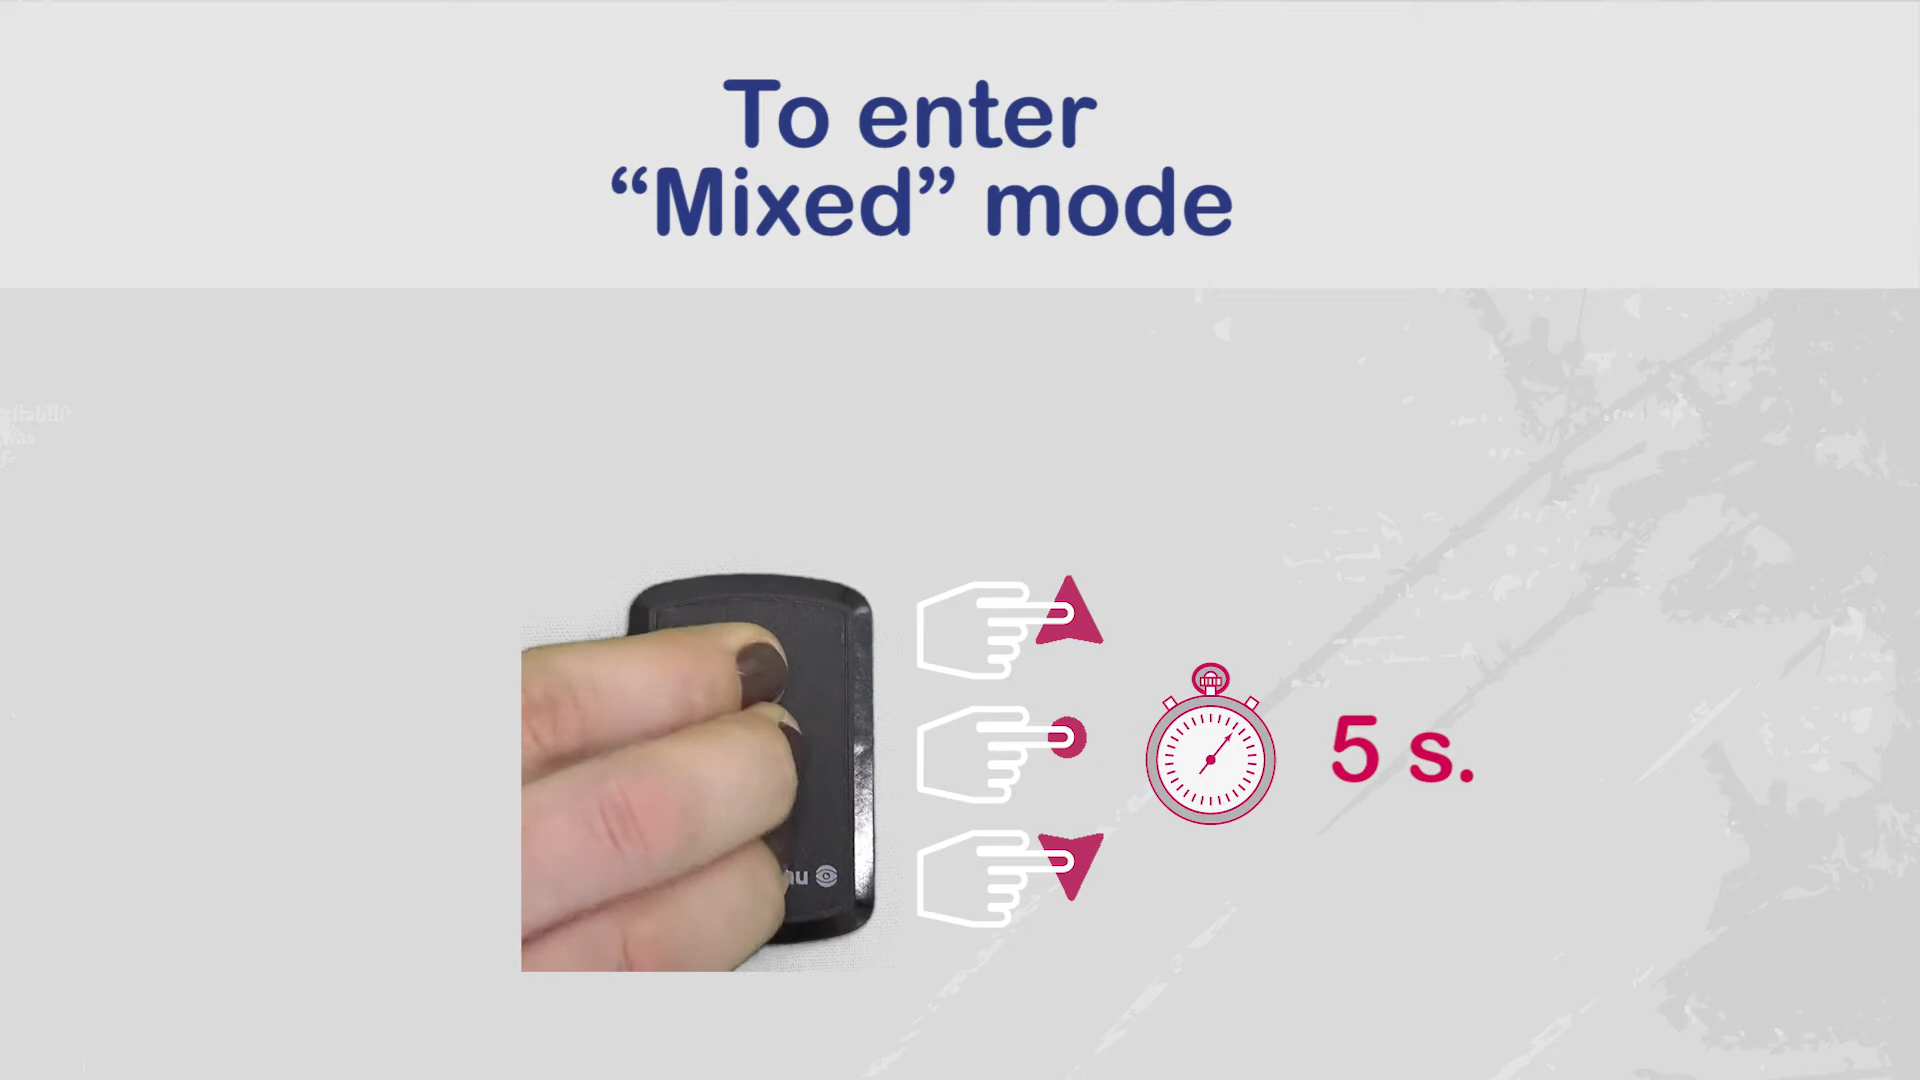 To enter
“Mixed” mode
5 s.